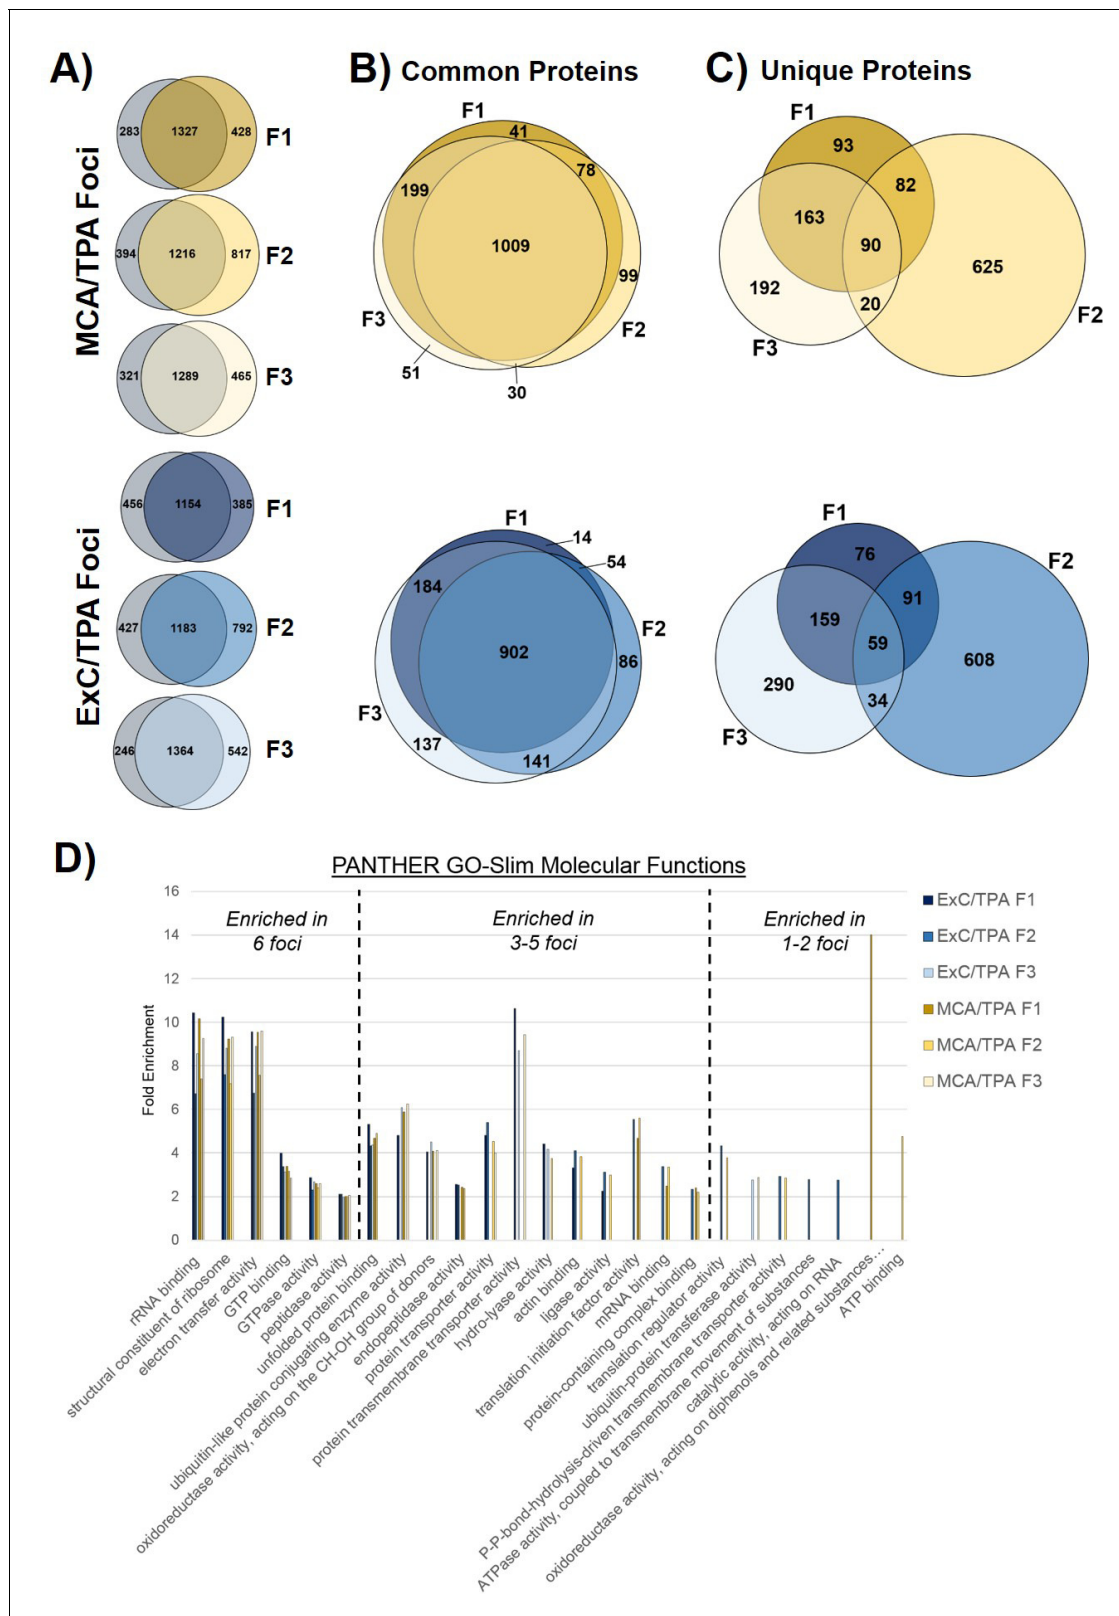 A)
B) Common Proteins
C) Unique Proteins
MCA/TPA Foci
283 1327 428 F1
394 1216 817 F2
321 1289 465 F3
ExC/TPA Foci
456 1154 385 F1
427 1183 792 F2
246 1364 542 F3
F1
41
78
199
1009
99
F3
F2
51
30
F1
93
82
163
90
625
192
20
F2
F3
F1
14
54
184
F2
902
86
F3
137
141
F1
76
F2
91
159
59
608
290
34
F3
D)
PANTHER GO-Slim Molecular Functions
Enriched in
6 foci
Enriched in
3-5 foci
Enriched in
1-2 foci
Fold Enrichment
16
14
12
10
8
6
4
2
0
ExC/TPA F1
ExC/TPA F2
ExC/TPA F3
MCA/TPA F1
MCA/TPA F2
MCA/TPA F3
rRNA binding
structural constituent of ribosome
electron transfer activity
GTP binding
GTPase activity
peptidase activity
unfolded protein binding
ubiquitin-like protein conjugating enzyme activity
oxidoreductase activity, acting on the CH-OH group of donors
endopeptidase activity
protein transporter activity
protein transmembrane transporter activity
hydro-lyase activity
actin binding
ligase activity
translation initiation factor activity
mRNA binding
protein-containing complex binding
translation regulator activity
ubiquitin-protein transferase activity
P-P-bond-hydrolysis-driven transmembrane transporter activity
ATPase activity, coupled to transmembrane movement of substances
catalytic activity, acting on RNA
oxidoreductase activity, acting on diphenols and related substances...
ATP binding